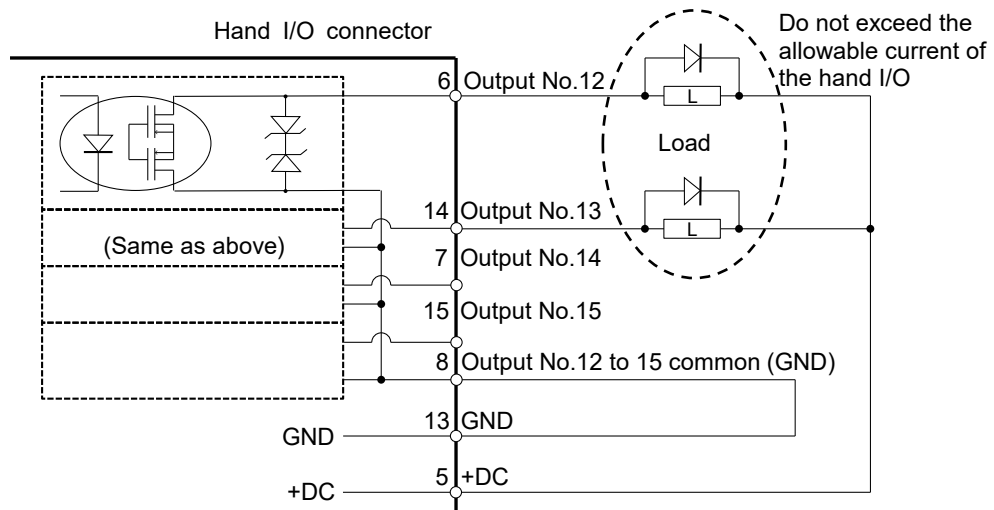 Hand I/O connector
Do not exceed the
allowable current of
the hand I/O
6 Output No.12
L
Load
14 Output No.13
L
(Same as above)
7 Output No.14
15 Output No.15
8 Output No.12 to 15 common (GND)
GND 13 GND
+DC 5 +DC